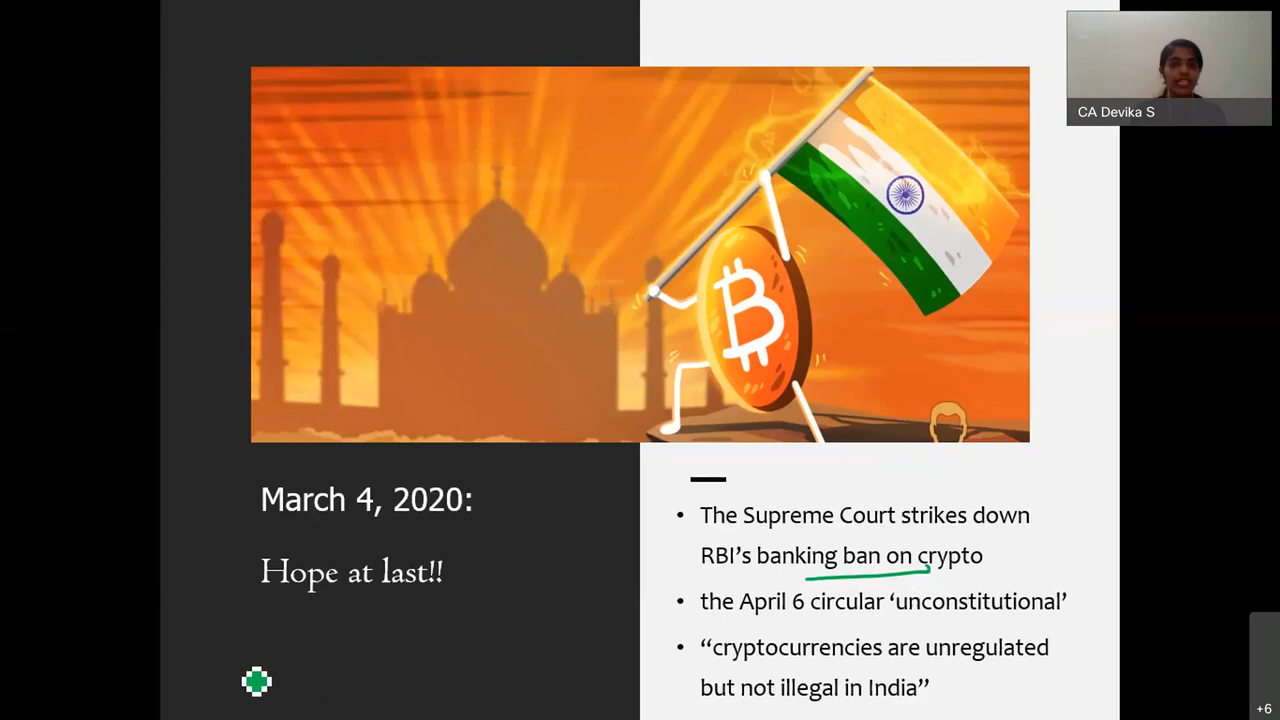 CA Devika S
March 4, 2020:
Hope at last!!
• The Supreme Court strikes down
RBI’s banking ban on crypto
• the April 6 circular ‘unconstitutional’
• “cryptocurrencies are unregulated
but not illegal in India”
+6